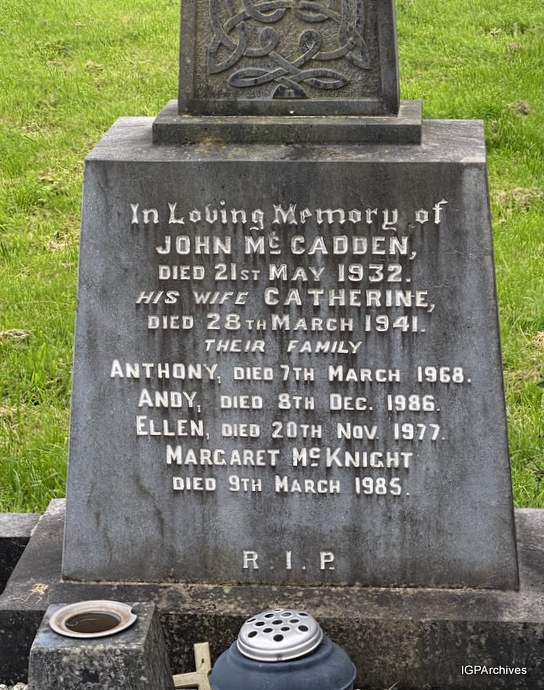 In Loving Memory of
JOHN Mc CADDEN,
DIED 21ST MAY 1932.
HIS WIFE CATHERINE,
DIED 28TH MARCH 1941.
THEIR FAMILY
ANTHONY, DIED 7TH MARCH 1968.
ANDY, DIED 8TH DEC. 1986.
ELLEN, DIED 20TH NOV. 1977.
MARGARET McKNIGHT
DIED 9TH MARCH 1985.
R. I. P.
IGPArchives